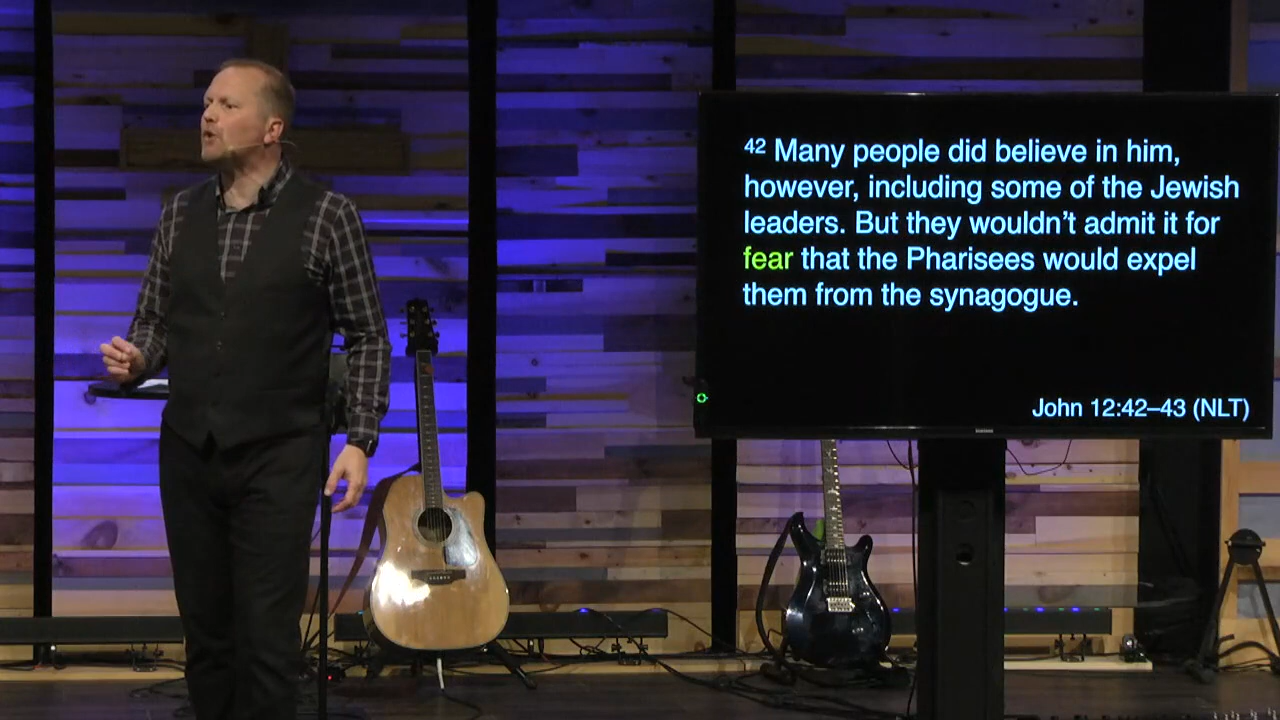 42 Many people did believe in him,
however, including some of the Jewish
leaders. But they wouldn’t admit it for
fear that the Pharisees would expel
them from the synagogue.
John 12:42–43 (NLT)